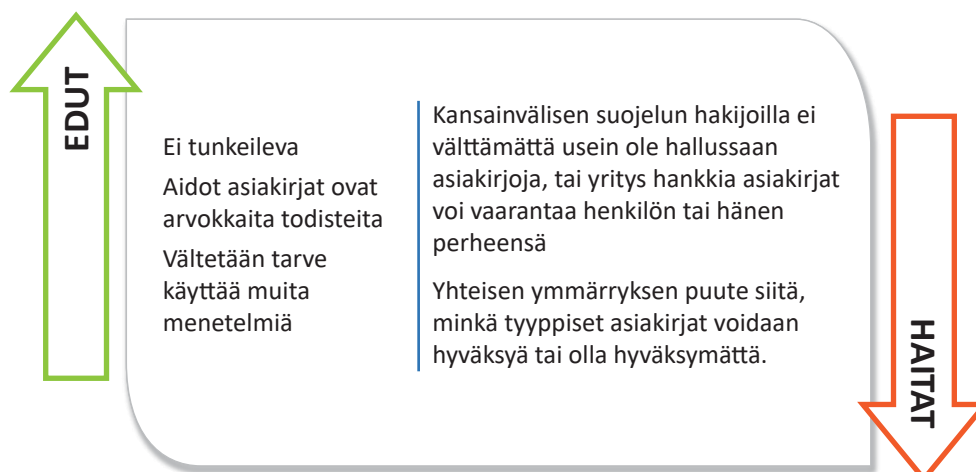 EDUT
Ei tunkeileva
Aidot asiakirjat ovat
arvokkaita todisteita
Vältetään tarve
käyttää muita
menetelmiä
Kansainvälisen suojelun hakijoilla ei
välttämättä usein ole hallussaan
asiakirjoja, tai yritys hankkia asiakirjat
voi vaarantaa henkilön tai hänen
perheensä
Yhteisen ymmärryksen puute siitä,
minkä tyyppiset asiakirjat voidaan
hyväksyä tai olla hyväksymättä.
HAITAT